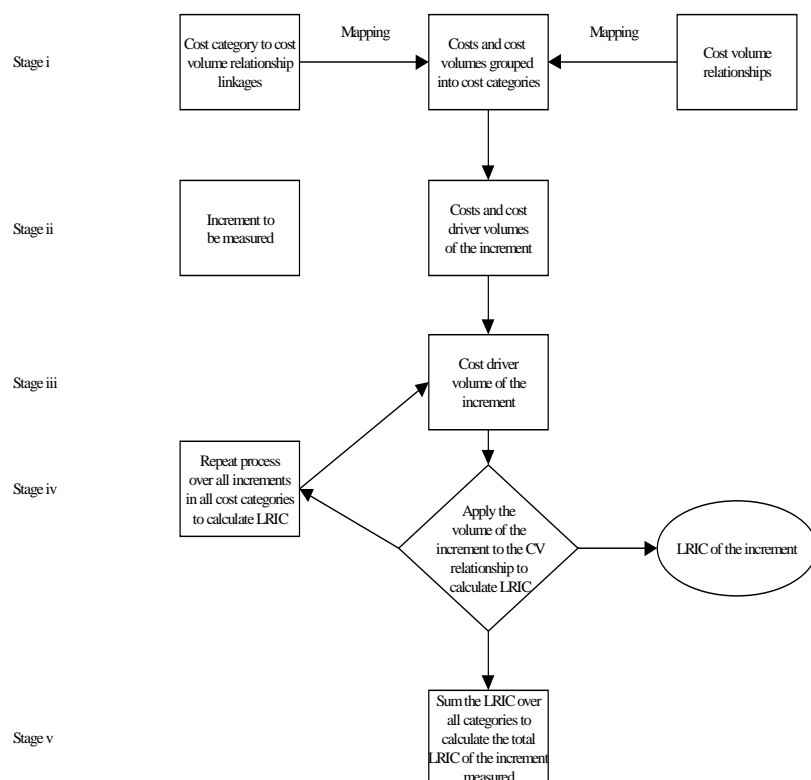 Stage i
Cost category to cost
volume relationship
linkages
Mapping
Costs and cost
volumes grouped
into cost categories
Mapping
Cost volume
relationships
Stage ii
Increment to
be measured
Costs and cost
driver volumes
of the increment
Stage iii
Cost driver
volume of the
increment
Stage iv
Repeat process
over all increments
in all cost categories
to calculate LRIC
Apply the
volume of the
increment to the CV
relationship to
calculate LRIC
LRIC of the increment
Stage v
Sum the LRIC over
all categories to
calculate the total
LRIC of the increment
measured